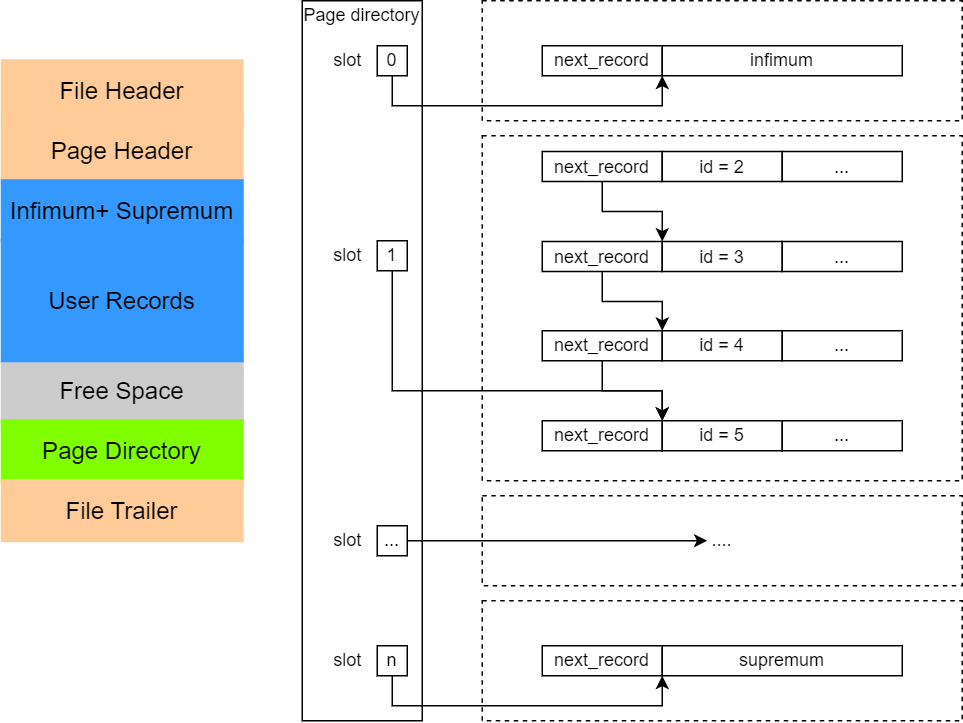 File Header
Page Header
Infimum+ Supremum
User Records
Free Space
Page Directory
File Trailer
Page directory
slot 0
next_record infimum
next_record id = 2 ...
slot 1
next_record id = 3 ...
next_record id = 4 ...
next_record id = 5 ...
slot ... ....
slot n
next_record supremum